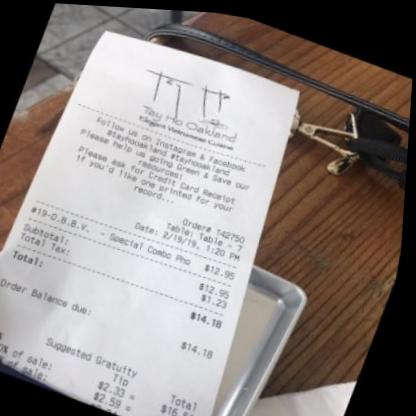 Tay Ho Oakland
Elegant Vietnamese Cuisine
Follow us on Instagram & Facebook
#tayhooakland #tayhooakland
Please help us going Green & Save our
resources!
Please ask for Credit Card Receipt
if you'd like one printed for your
record...
Order# 142750
Table: Table -
Date: 2/19/19, 1:20 PM
#19-D.B.B.V. - Special Combo Pho $12.95
Subtotal: $12.95
Total Tax: $1.23
Total: $14.18
Order Balance due: $14.18
Suggested Gratuity
Tip Total
of sale: $2.33 =
of sale: $2.59 =